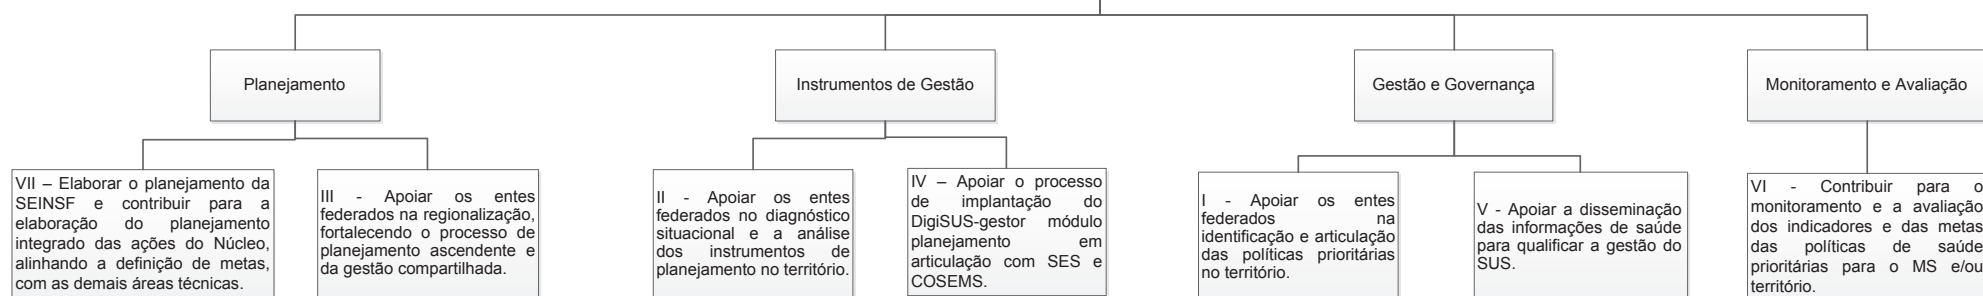 Planejamento
Instrumentos de Gestão
Gestão e Governança
Monitoramento e Avaliação
VII – Elaborar o planejamento da
SEINSF e contribuir para a
elaboração do planejamento
integrado das ações do Núcleo,
alinhando a definição de metas,
com as demais áreas técnicas.
III - Apoiar os entes
federados na regionalização,
fortalecendo o processo de
planejamento ascendente e
da gestão compartilhada.
II - Apoiar os entes
federados no diagnóstico
situacional e a análise
dos instrumentos de
planejamento no território.
IV – Apoiar o processo
de implantação do
DigiSUS-gestor módulo
planejamento em
articulação com SES e
COSEMS.
I - Apoiar os entes
federados na
identificação e articulação
das políticas prioritárias
no território.
V - Apoiar a disseminação
das informações de saúde
para qualificar a gestão do
SUS.
VI - Contribuir para o
monitoramento e a avaliação
dos indicadores e das metas
das políticas de saúde
prioritárias para o MS e/ou
território.